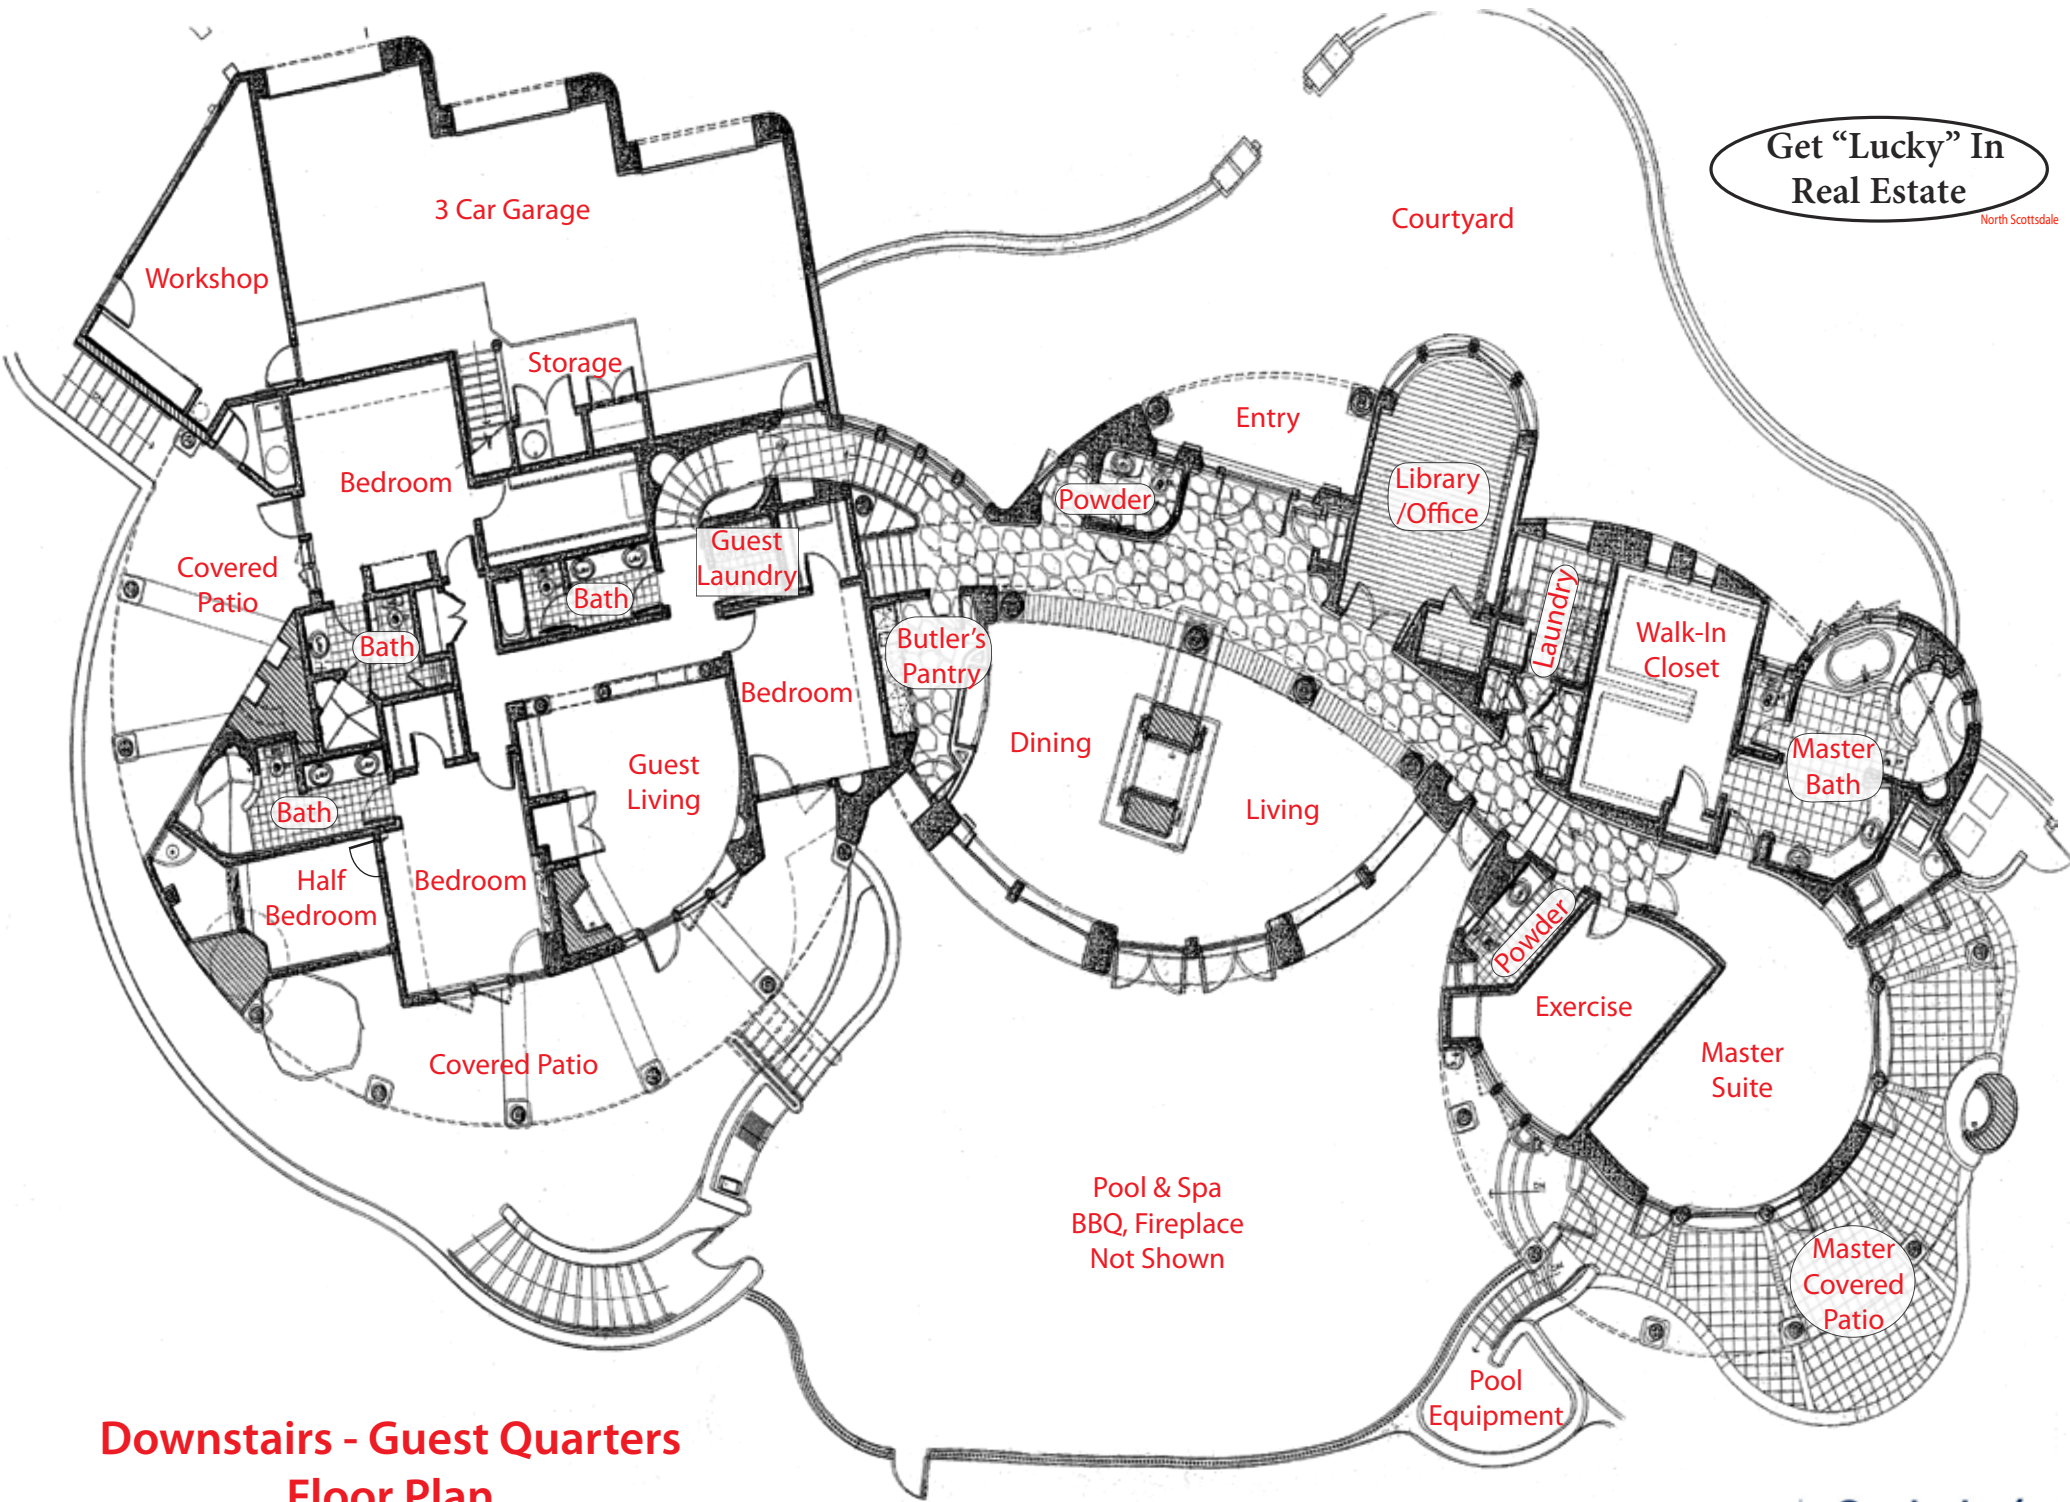 Get “Lucky” In
Real Estate
North Scottsdale
3 Car Garage
Courtyard
Workshop
Storage
Entry
Bedroom
Library
/Office
Powder
Guest
Laundry
Covered
Patio
Bath
Bath
Laundry
Butler’s
Pantry
Walk-In
Closet
Bedroom
Dining
Guest
Living
Living
Master
Bath
Bath
Half
Bedroom
Bedroom
Powder
Exercise
Master
Suite
Covered Patio
Pool & Spa
BBQ, Fireplace
Not Shown
Master
Covered
Patio
Pool
Equipment
Downstairs - Guest Quarters
Floor Plan